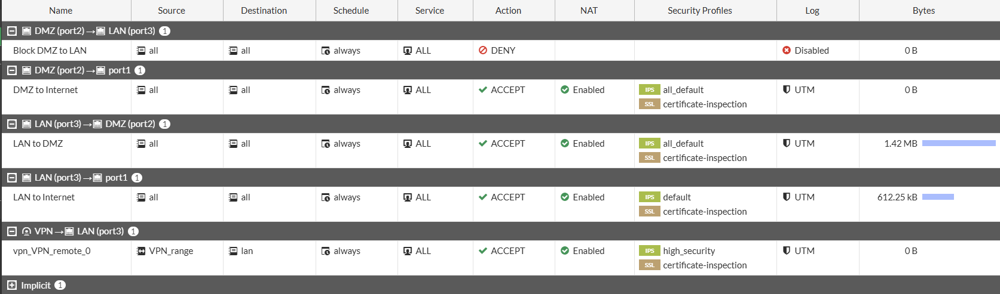 Name Source Destination Schedule Service Action NAT Security Profiles Log Bytes
DMZ (port2) → LAN (port3) 1
Block DMZ to LAN all all always ALL DENY Disabled 0 B
DMZ (port2) → port1 1
DMZ to Internet all all always ALL ACCEPT Enabled IPS all_default UTM 0 B
SSL certificate-inspection
LAN (port3) → DMZ (port2) 1
LAN to DMZ all all always ALL ACCEPT Enabled IPS all_default UTM 1.42 MB
SSL certificate-inspection
LAN (port3) → port1 1
LAN to Internet all all always ALL ACCEPT Enabled IPS default UTM 612.25 kB
SSL certificate-inspection
VPN → LAN (port3) 1
vpn_VPN_remote_0 VPN_range lan always ALL ACCEPT Enabled IPS high_security UTM 0 B
SSL certificate-inspection
Implicit 1